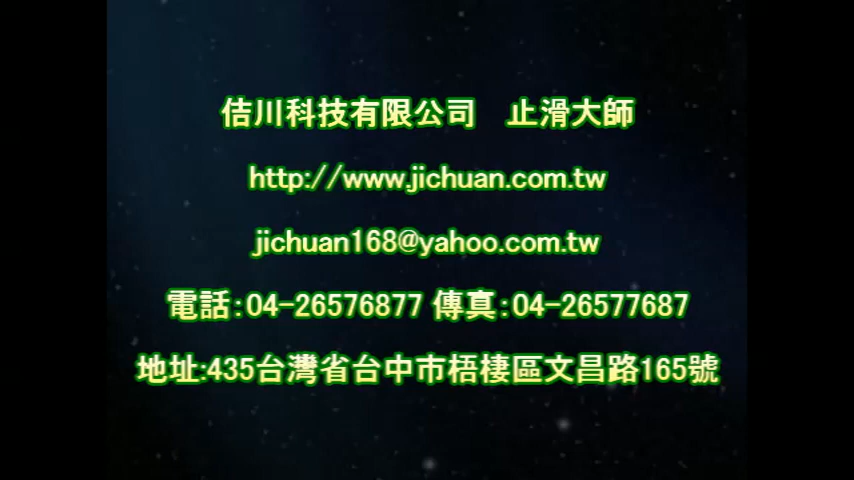 佶川科技有限公司　止滑大師
http://www.jichuan.com.tw
jichuan168@yahoo.com.tw
電話:04-26576877 傳真:04-26577687
地址:435台灣省台中市梧棲區文昌路165號